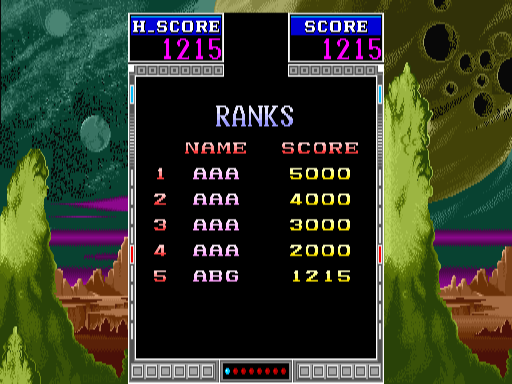 H_SCORE SCORE
1215 1215
RANKS
NAME SCORE
1 AAA 5000
2 AAA 4000
3 AAA 3000
4 AAA 2000
5 ABG 1215